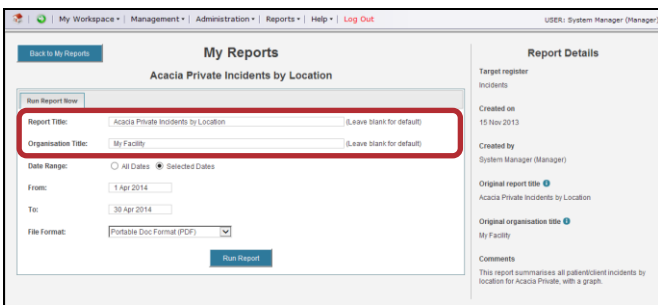 My Workspace • Management • Administration • Reports • Help • Log Out
USER: System Manager (Manager)
Back to My Reports
My Reports
Acacia Private Incidents by Location
Run Report Now
Report Title: Acacia Private Incidents by Location (Leave blank for default)
Organisation Title: My Facility (Leave blank for default)
Date Range: All Dates Selected Dates
From: 1 Apr 2014
To: 30 Apr 2014
File Format: Portable Doc Format (PDF)
Run Report
Report Details
Target register
Incidents
Created on
15 Nov 2013
Created by
System Manager (Manager)
Original report title
Acacia Private Incidents by Location
Original organisation title
My Facility
Comments
This report summarises all patient/client incidents by
location for Acacia Private, with a graph.